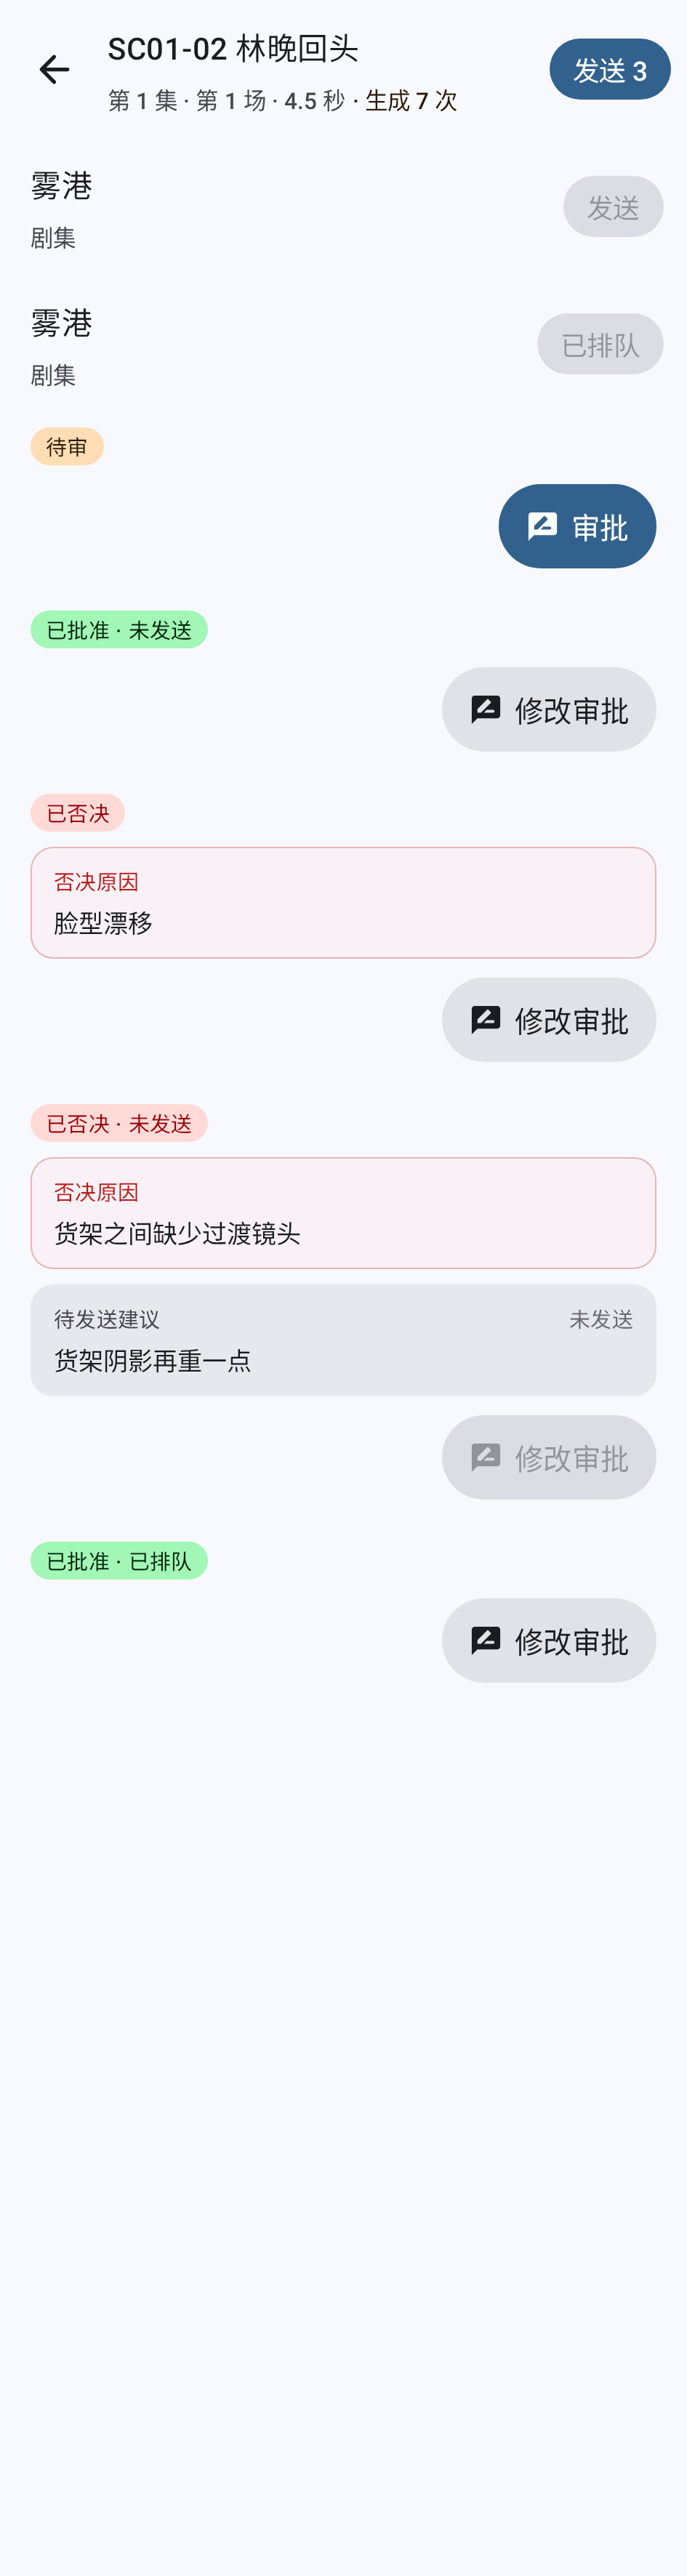 SC01-02 林晚回头
第 1 集 · 第 1 场 · 4.5 秒 · 生成 7 次
发送 3
雾港
剧集
发送
雾港
剧集
已排队
待审
审批
已批准 · 未发送
修改审批
已否决
否决原因
脸型漂移
修改审批
已否决 · 未发送
否决原因
货架之间缺少过渡镜头
待发送建议
未发送
货架阴影再重一点
修改审批
已批准 · 已排队
修改审批